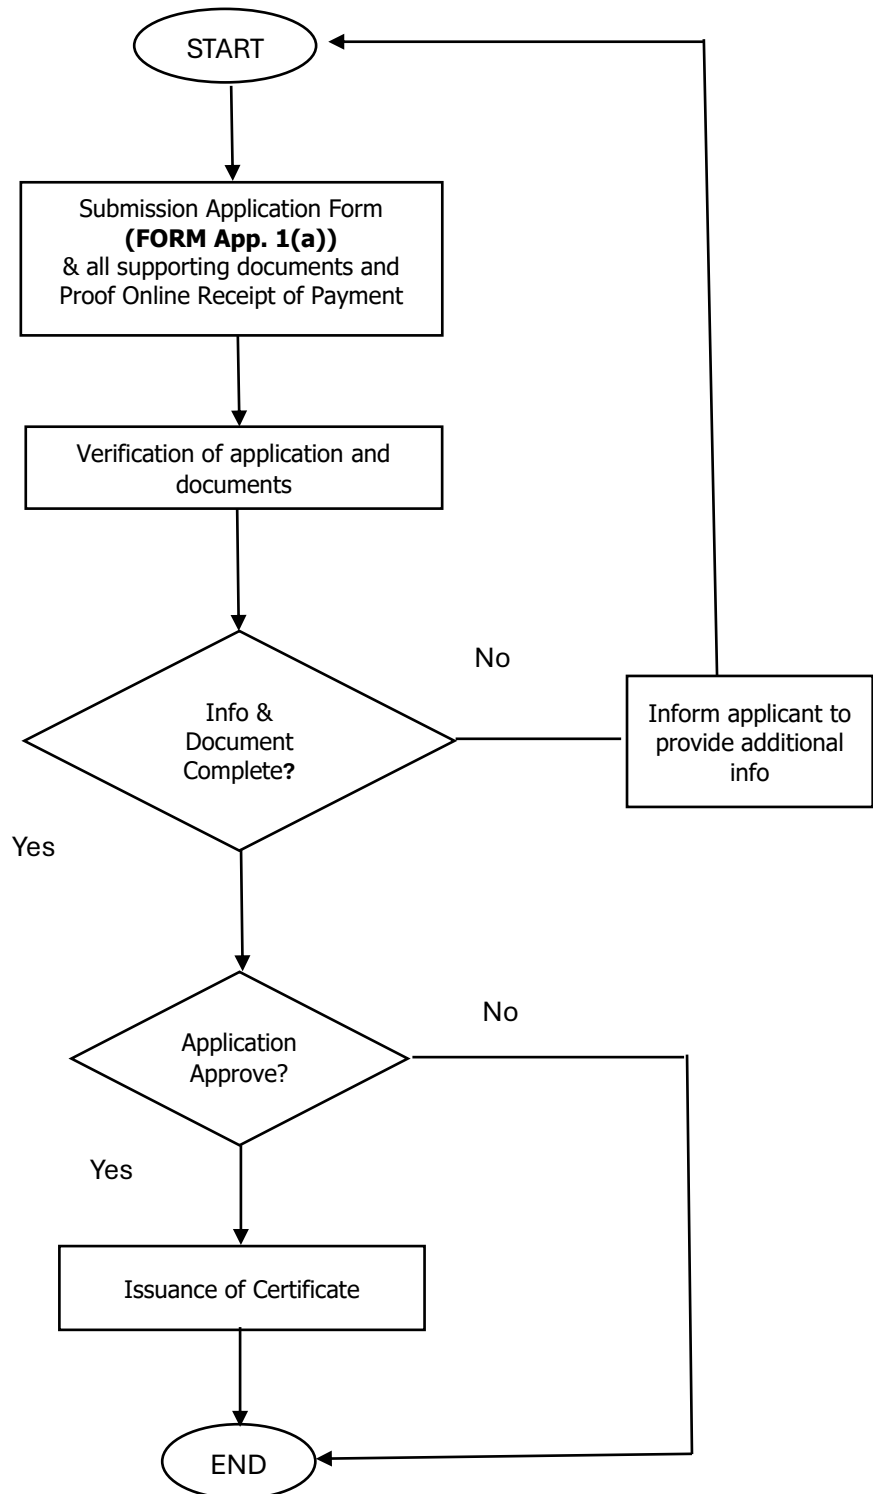 START
Submission Application Form
(FORM App. 1(a))
& all supporting documents and
Proof Online Receipt of Payment
Verification of application and
documents
No
Info &
Document
Complete?
Inform applicant to
provide additional
info
Yes
No
Application
Approve?
Yes
Issuance of Certificate
END